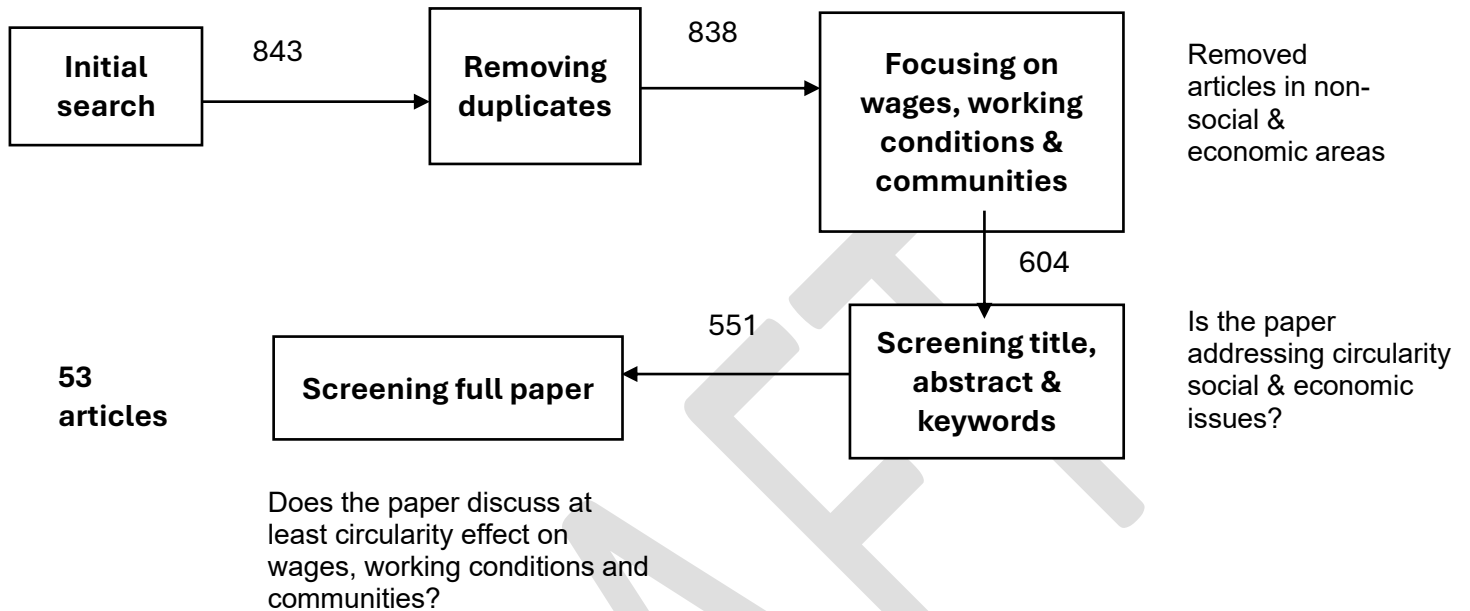 Initial
search
843
Removing
duplicates
838
Focusing on
wages, working
conditions &
communities
Removed
articles in non-
social &
economic areas
604
Screening title,
abstract &
keywords
Is the paper
addressing circularity
social & economic
issues?
551
Screening full paper
53
articles
Does the paper discuss at
least circularity effect on
wages, working conditions and
communities?